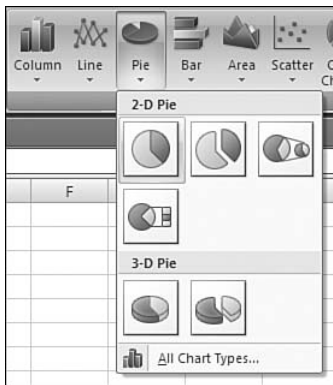 Column Line Pie Bar Area Scatter
2-D Pie
F
3-D Pie
All Chart Types...